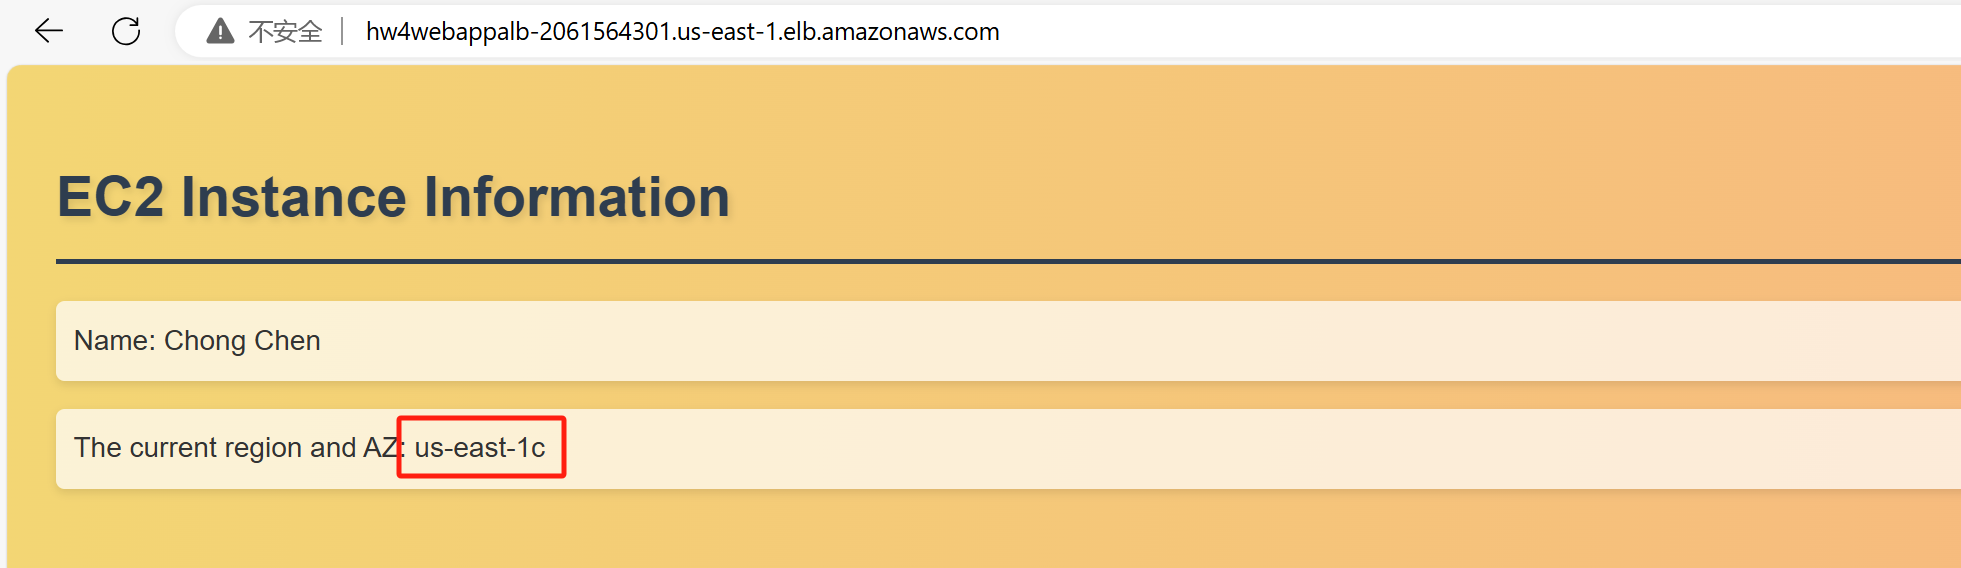 不安全 hw4webappalb-2061564301.us-east-1.elb.amazonaws.com
EC2 Instance Information
Name: Chong Chen
The current region and AZ: us-east-1c